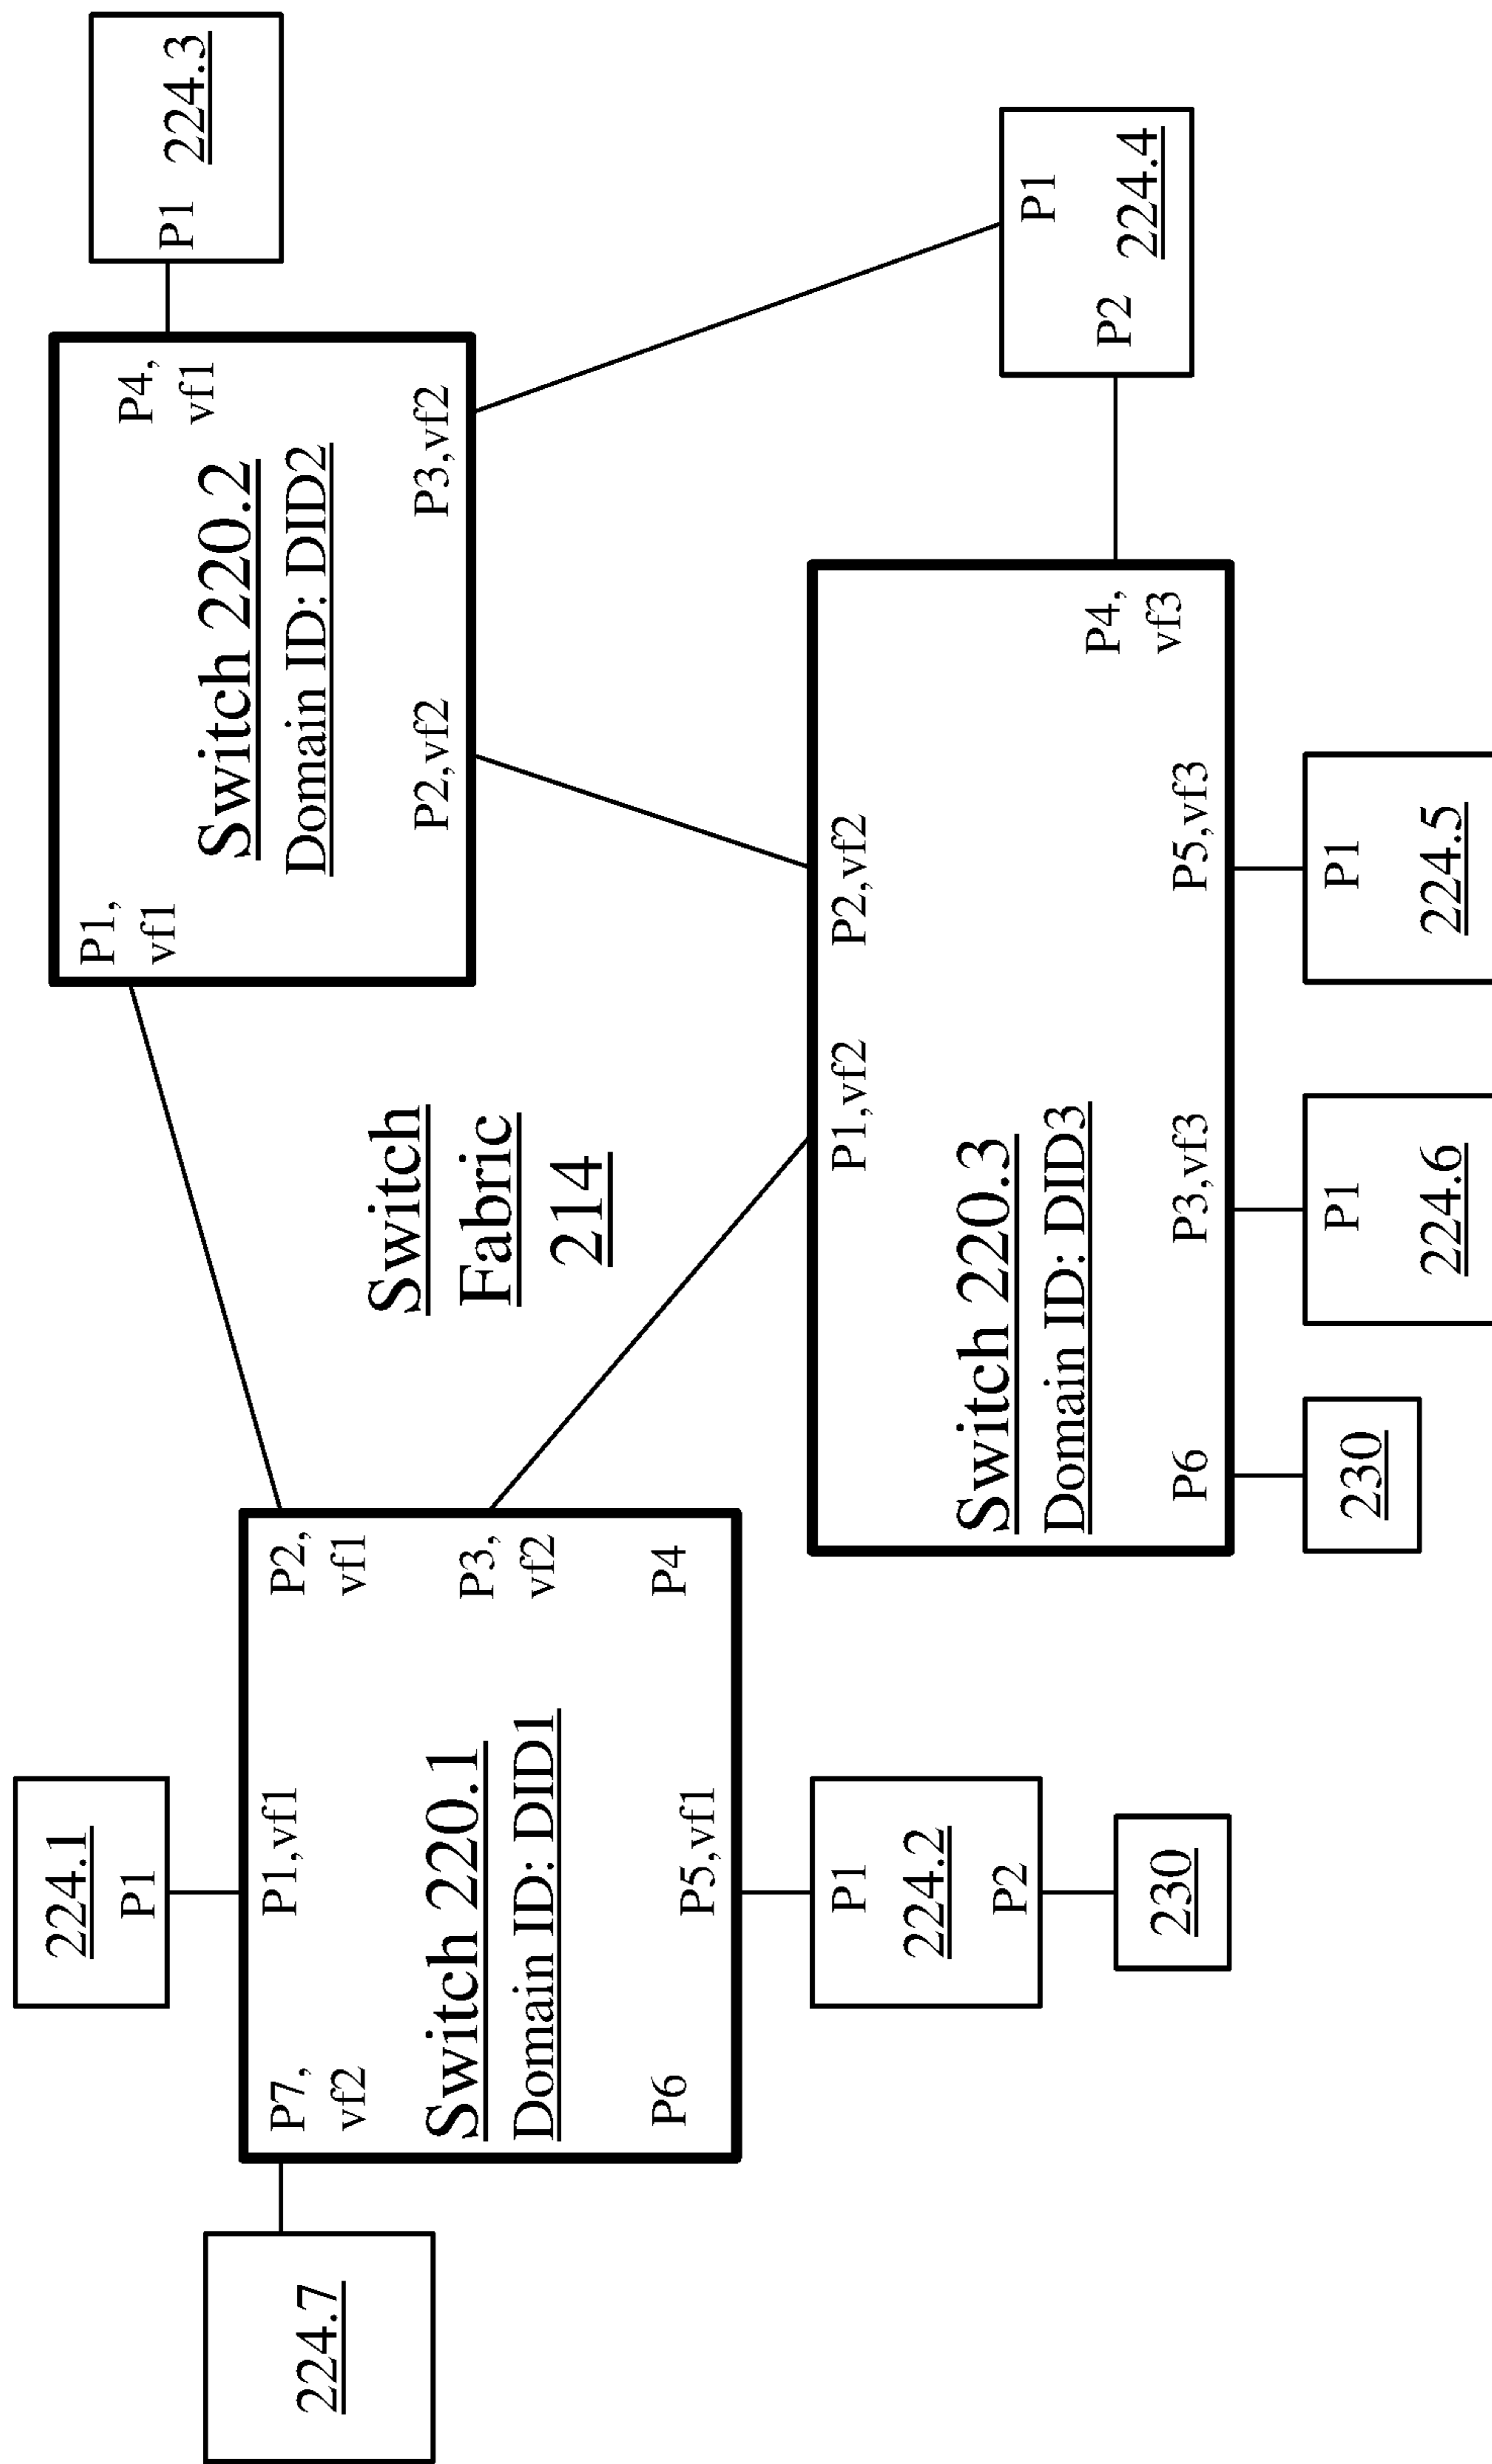 224.7
224.1
P1
P7,
vf2
P1,vf1
P2,
vf1
Switch 220.1
Domain ID: DID1
P3,
vf2
P6
P5,vf1
P4
P1
224.2
P2
230
Switch
Fabric
214
P1,
vf1
P4,
vf1
Switch 220.2
Domain ID: DID2
P2,vf2
P3,vf2
P1
224.3
P1,vf2
P2,vf2
Switch 220.3
Domain ID: DID3
P4,
vf3
P6
P3,vf3
P5,vf3
230
P1
224.6
P1
224.5
P1
P2
224.4